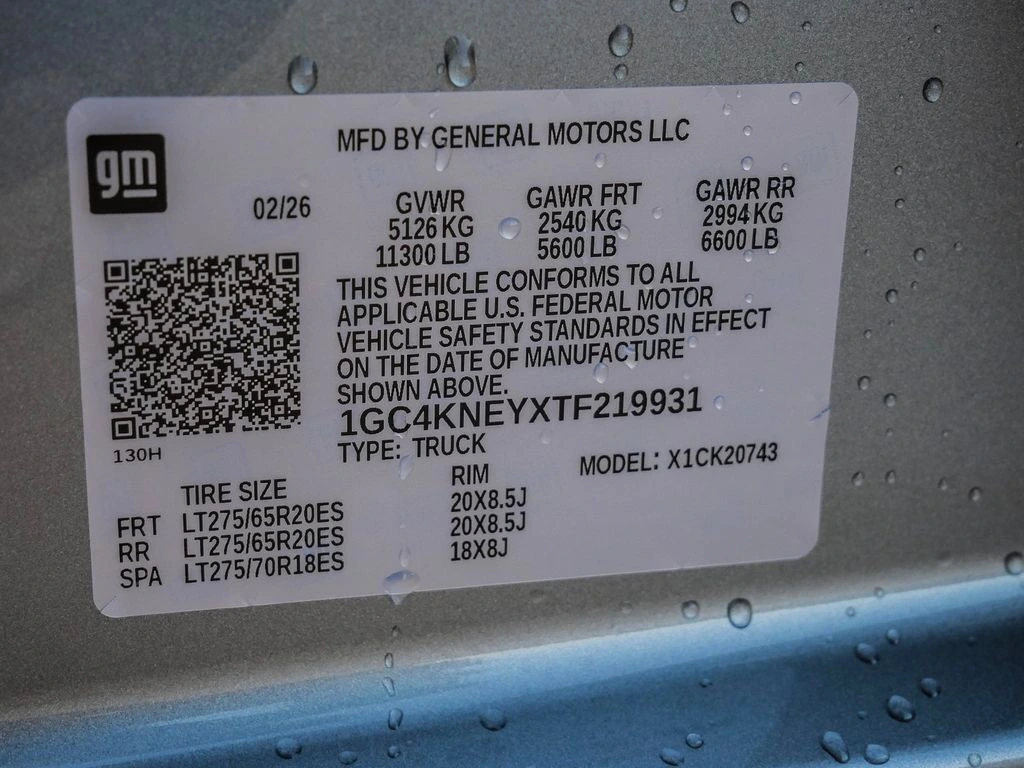 MFD BY GENERAL MOTORS LLC
gm
02/26
GVWR GAWR FRT GAWR RR
5126 KG 2540 KG 2994 KG
11300 LB 5600 LB 6600 LB
THIS VEHICLE CONFORMS TO ALL
APPLICABLE U.S. FEDERAL MOTOR
VEHICLE SAFETY STANDARDS IN EFFECT
ON THE DATE OF MANUFACTURE
SHOWN ABOVE.
1GC4KNEYXTF219931
130H
TYPE: TRUCK MODEL: X1CK20743
TIRE SIZE RIM
FRT LT275/65R20ES 20X8.5J
RR LT275/65R20ES 20X8.5J
SPA LT275/70R18ES 18X8J